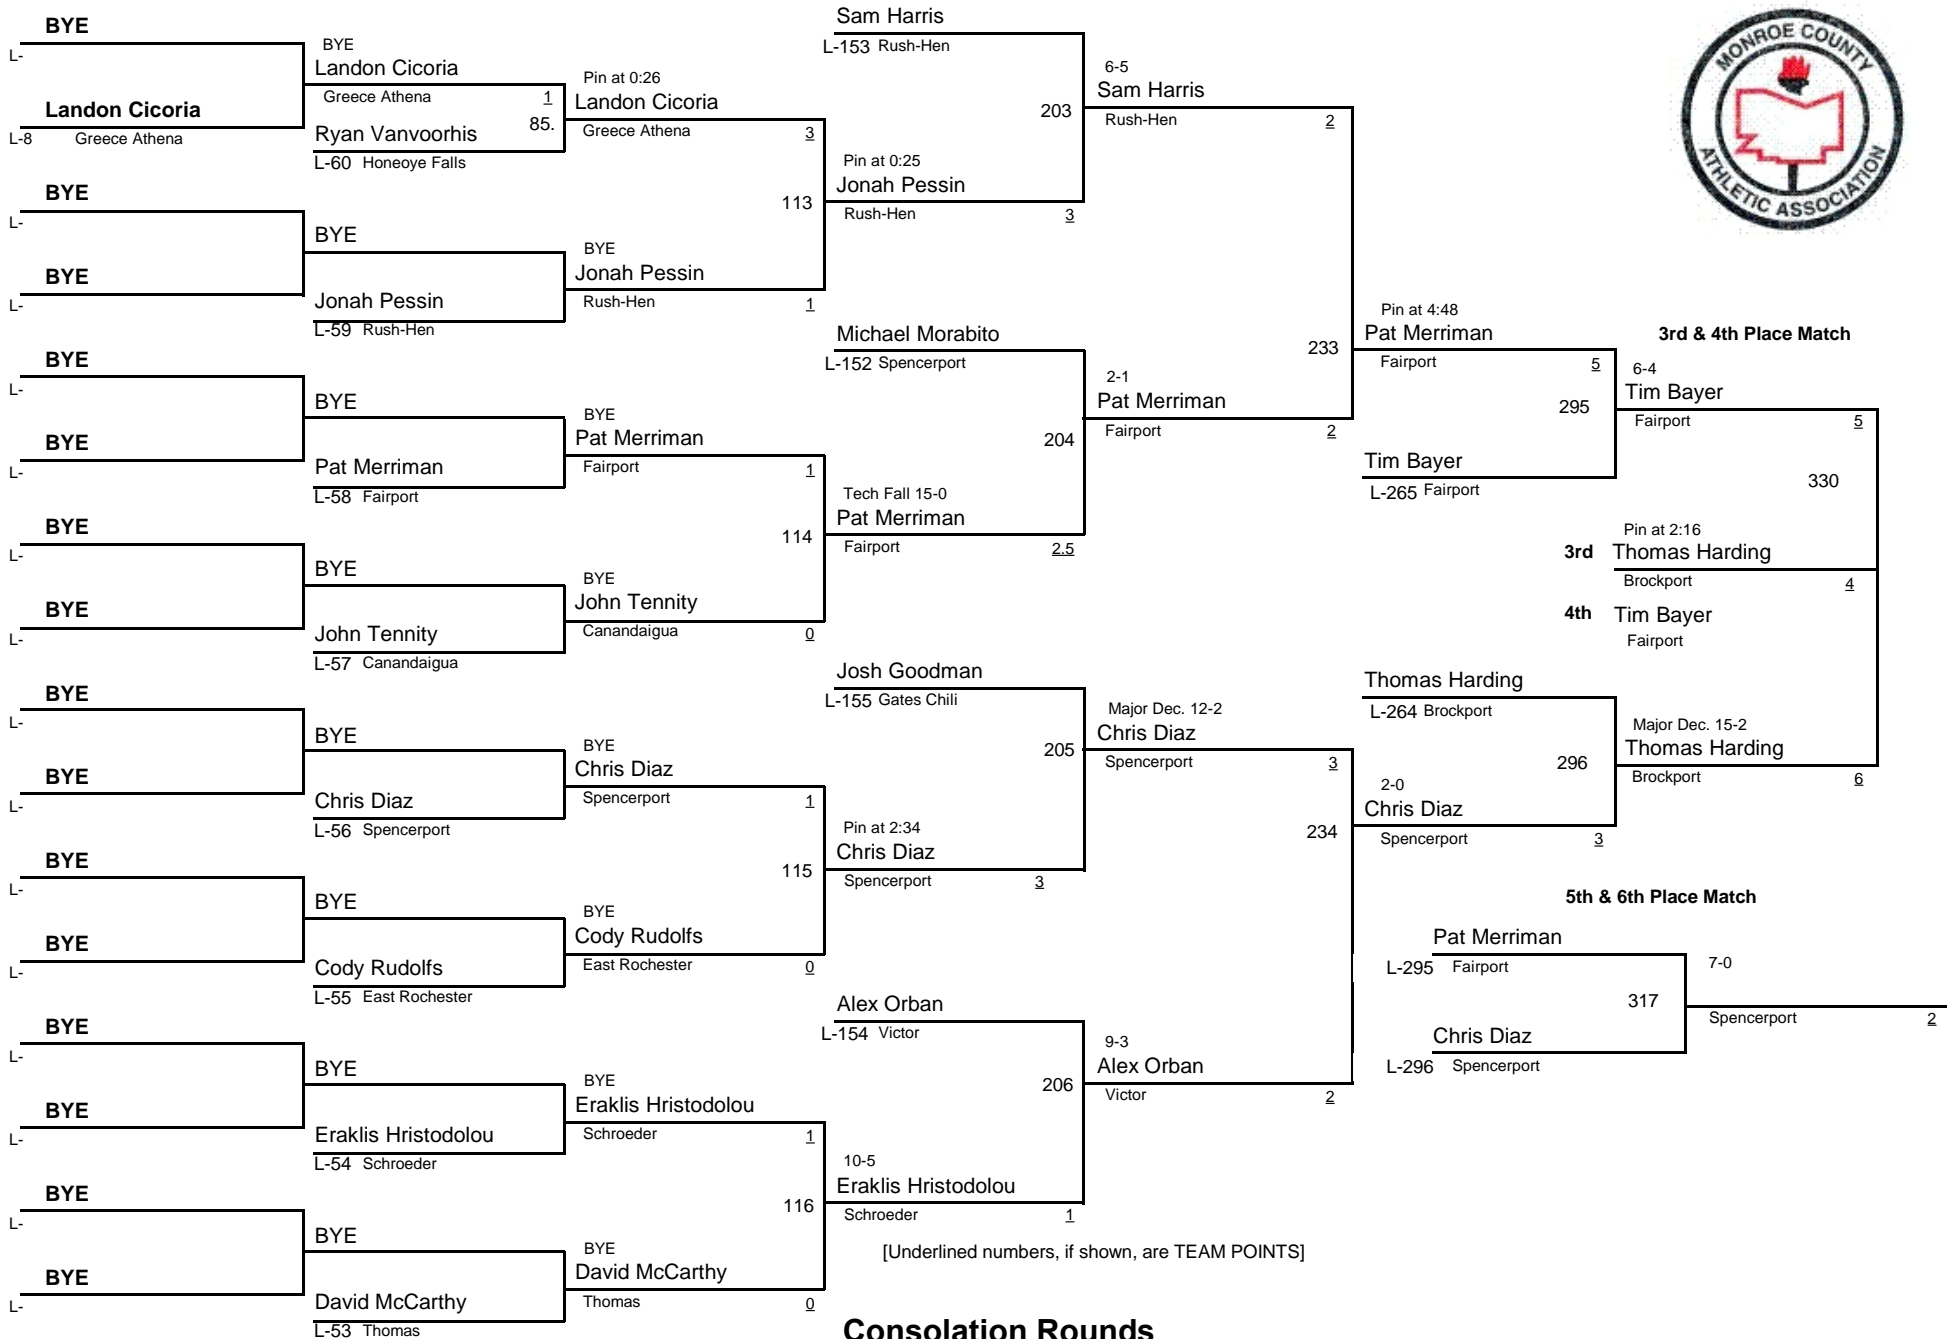 BYE
L-
Landon Cicoria
L-8 Greece Athena
BYE
L-
BYE
L-
BYE
L-
BYE
L-
BYE
L-
BYE
L-
BYE
L-
BYE
L-
BYE
L-
BYE
L-
BYE
L-
BYE
L-
BYE
L-
BYE
L-
BYE
Landon Cicoria
Greece Athena 1
Ryan Vanvoorhis 85.
L-60 Honeoye Falls
BYE
Jonah Pessin
L-59 Rush-Hen
BYE
Pat Merriman
L-58 Fairport
BYE
John Tennity
L-57 Canandaigua
BYE
Chris Diaz
L-56 Spencerport
BYE
Cody Rudolfs
L-55 East Rochester
BYE
Eraklis Hristodolou
L-54 Schroeder
BYE
David McCarthy
L-53 Thomas
Pin at 0:26
Landon Cicoria
Greece Athena 3
113
BYE
Jonah Pessin
Rush-Hen 1
BYE
Pat Merriman
Fairport 1
114
BYE
John Tennity
Canandaigua 0
BYE
Chris Diaz
Spencerport 1
115
BYE
Cody Rudolfs
East Rochester 0
BYE
Eraklis Hristodolou
Schroeder 1
116
BYE
David McCarthy
Thomas 0
Sam Harris
L-153 Rush-Hen
203
Pin at 0:25
Jonah Pessin
Rush-Hen 3
Michael Morabito
L-152 Spencerport
204
Tech Fall 15-0
Pat Merriman
Fairport 2.5
Josh Goodman
L-155 Gates Chili
205
Pin at 2:34
Chris Diaz
Spencerport 3
Alex Orban
L-154 Victor
206
10-5
Eraklis Hristodolou
Schroeder 1
[Underlined numbers, if shown, are TEAM POINTS]
Consolation Rounds
6-5
Sam Harris
Rush-Hen 2
233
2-1
Pat Merriman
Fairport 2
Major Dec. 12-2
Chris Diaz
Spencerport 3
234
9-3
Alex Orban
Victor 2
Pin at 4:48
Pat Merriman
Fairport 5
295
Tim Bayer
L-265 Fairport
Thomas Harding
L-264 Brockport
296
2-0
Chris Diaz
Spencerport 3
MONROE COUNTY
ATHLETIC ASSOCIATION
3rd & 4th Place Match
6-4
Tim Bayer
Fairport 5
330
Pin at 2:16
3rd Thomas Harding
Brockport 4
4th Tim Bayer
Fairport
Major Dec. 15-2
Thomas Harding
Brockport 6
5th & 6th Place Match
Pat Merriman
L-295 Fairport
317
Chris Diaz
L-296 Spencerport
7-0
Spencerport 2